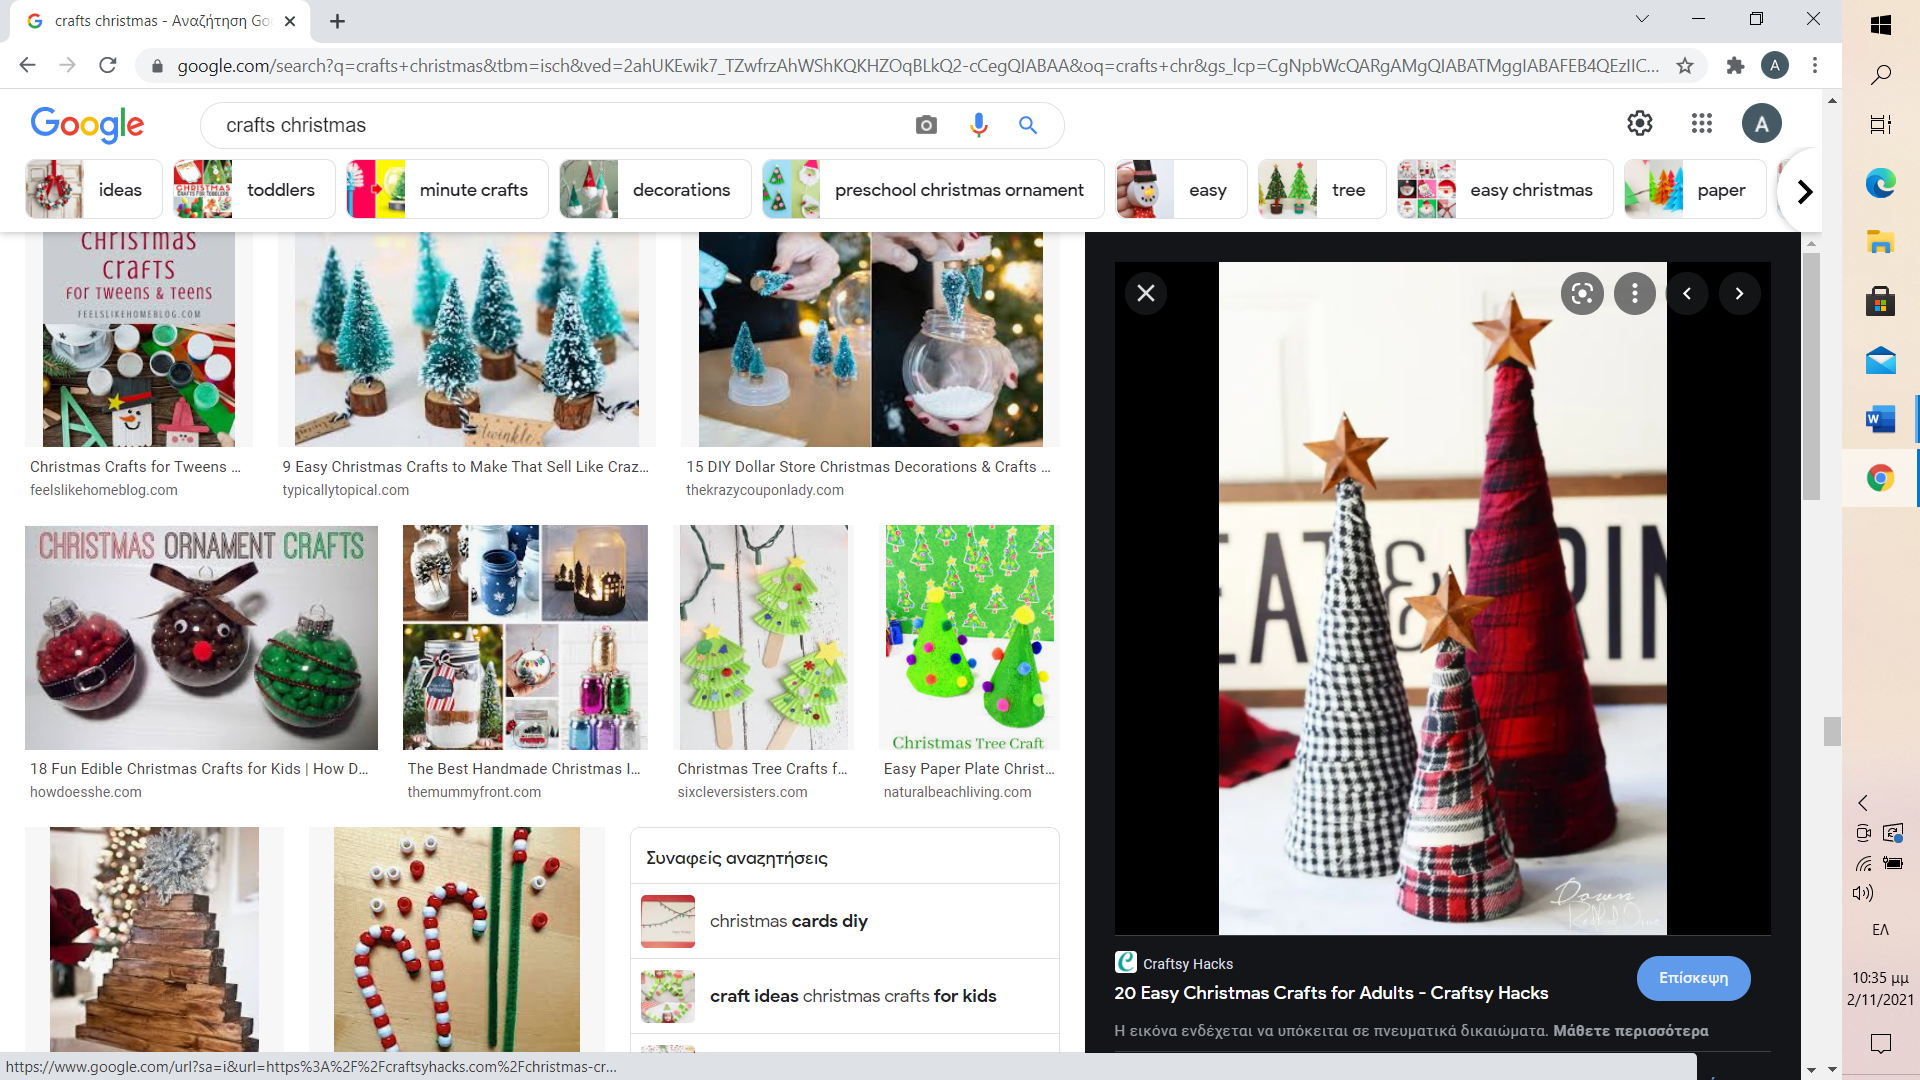 crafts christmas - Αναζήτηση Goo
google.com/search?q=crafts+christmas&tbm=isch&ved=2ahUKEwik7_TZwfrzAhWShKQKHZOqBLkQ2-cCegQIABAA&oq=crafts+chr&gs_lcp=CgNpbWcQARgAMgQIABATMggIABAFEB4QEzIIC...
A
Google
crafts christmas
A
ideas
toddlers
minute crafts
decorations
preschool christmas ornament
easy
tree
easy christmas
paper
Christmas
Crafts
For Tweens & Teens
FEELSLIKEHOMEBLOG.COM
twinkle
Christmas Crafts for Tweens ...
feelslikehomeblog.com
9 Easy Christmas Crafts to Make That Sell Like Craz...
typicallytopical.com
15 DIY Dollar Store Christmas Decorations & Crafts ...
thekrazycouponlady.com
CHRISTMAS ORNAMENT CRAFTS
Christmas Tree Craft
18 Fun Edible Christmas Crafts for Kids | How D...
howdoesshe.com
The Best Handmade Christmas I...
themummyfront.com
Christmas Tree Crafts f...
sixcleversisters.com
Easy Paper Plate Christ...
naturalbeachliving.com
Συναφείς αναζητήσεις
christmas cards diy
craft ideas christmas crafts for kids
EAT & DRIN
Down
Craftsy Hacks
20 Easy Christmas Crafts for Adults - Craftsy Hacks
Επίσκεψη
Η εικόνα ενδέχεται να υπόκειται σε πνευματικά δικαιώματα. Μάθετε περισσότερα
https://www.google.com/url?sa=i&url=https%3A%2F%2Fcraftsyhacks.com%2Fchristmas-cr...
ΕΛ
10:35 μμ
2/11/2021